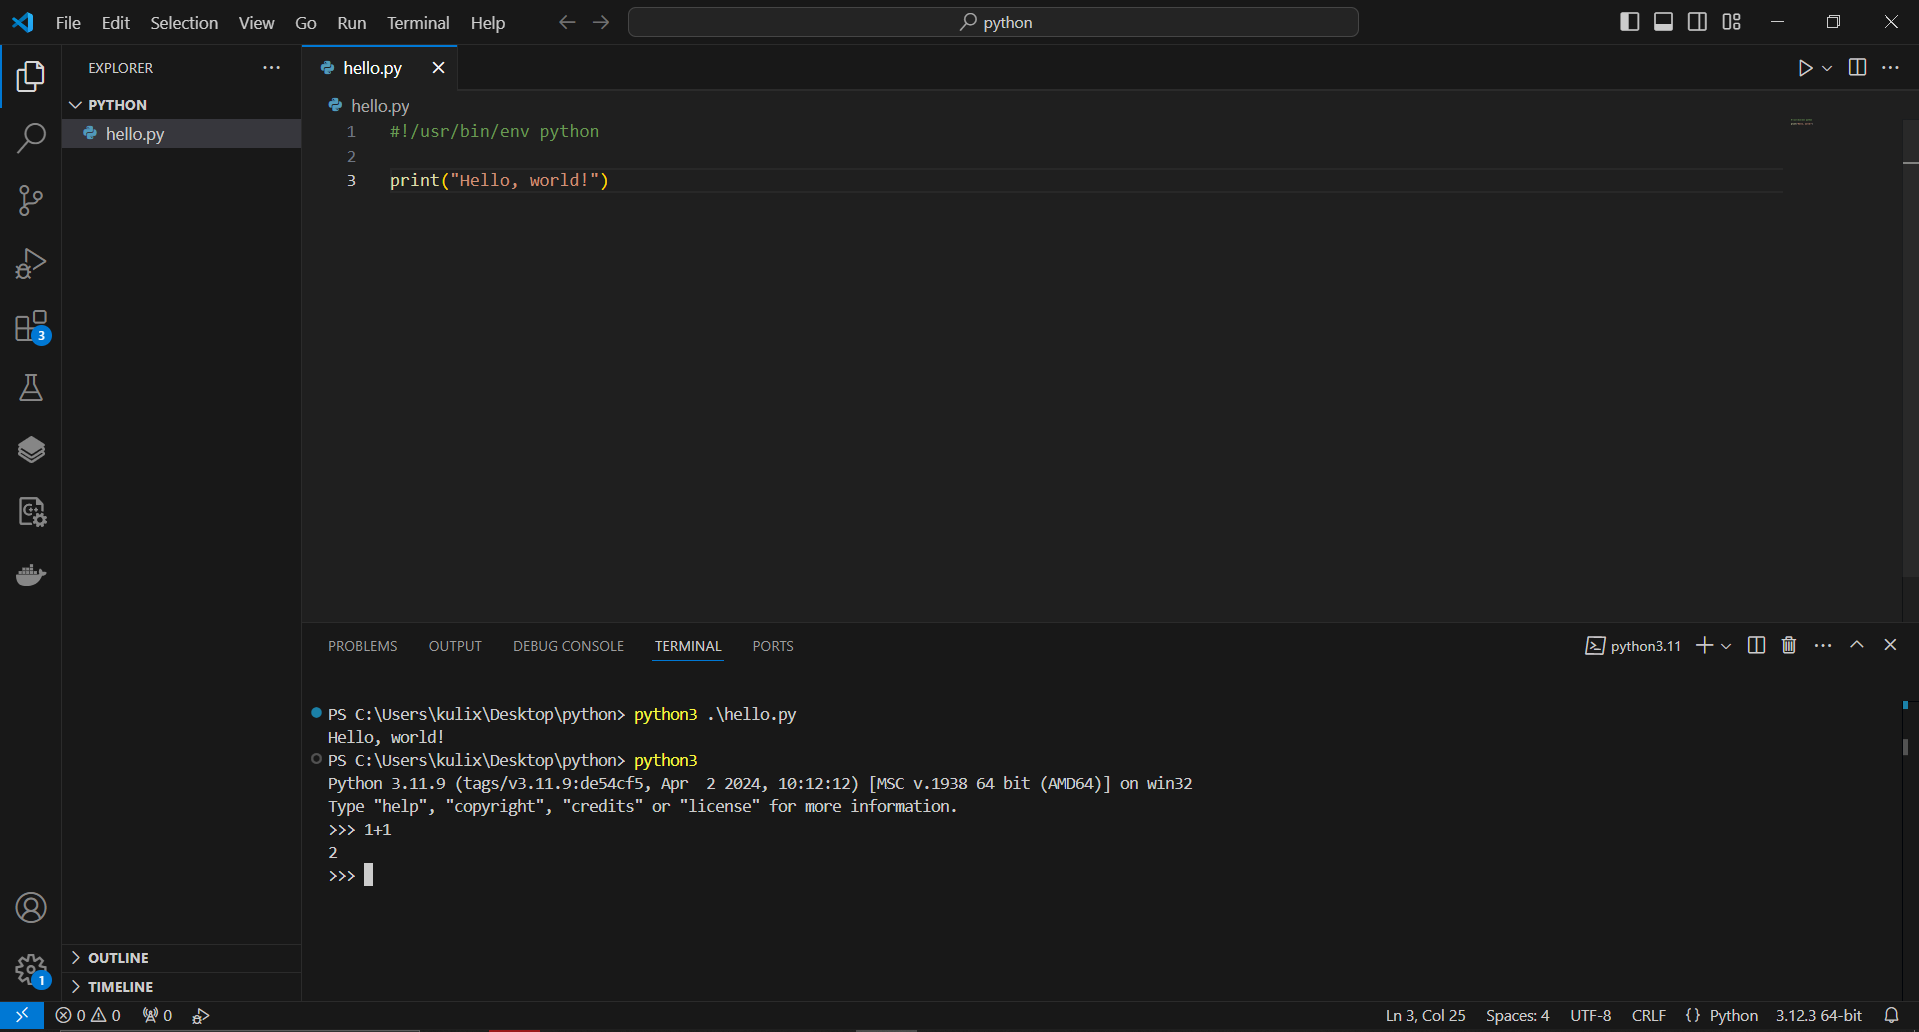 File Edit Selection View Go Run Terminal Help
python
EXPLORER
hello.py
PYTHON
hello.py
hello.py
1 #!/usr/bin/env python
2
3 print("Hello, world!")
3
PROBLEMS OUTPUT DEBUG CONSOLE TERMINAL PORTS
python3.11
PS C:\Users\kulix\Desktop\python> python3 .\hello.py
Hello, world!
PS C:\Users\kulix\Desktop\python> python3
Python 3.11.9 (tags/v3.11.9:de54cf5, Apr  2 2024, 10:12:12) [MSC v.1938 64 bit (AMD64)] on win32
Type "help", "copyright", "credits" or "license" for more information.
>>> 1+1
2
>>>
OUTLINE
1
TIMELINE
0 0 0
Ln 3, Col 25 Spaces: 4 UTF-8 CRLF {} Python 3.12.3 64-bit